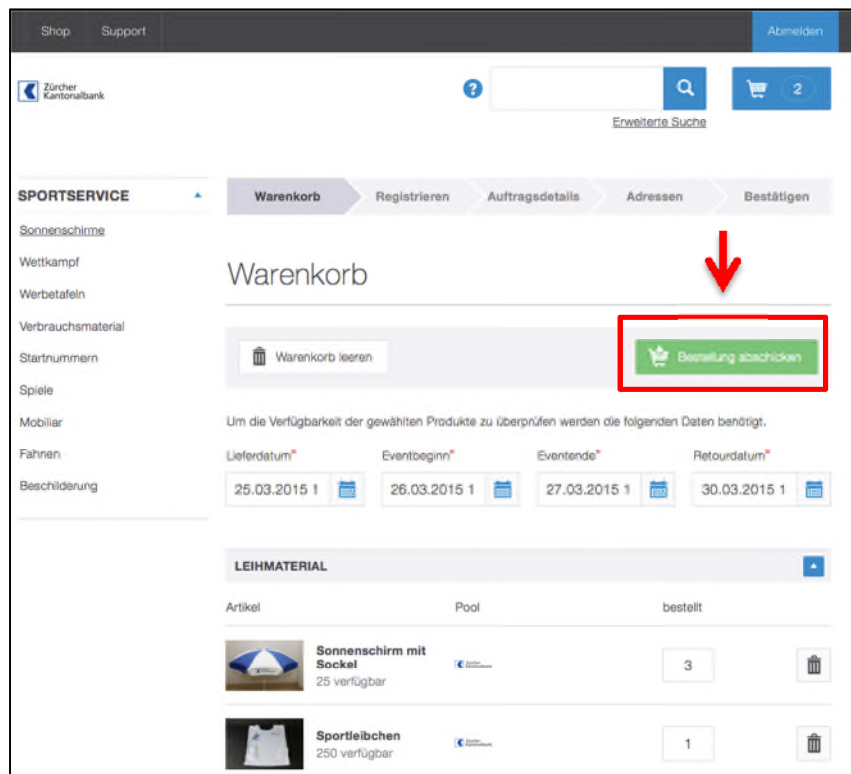 Shop Support Abmelden
Zürcher
Kantonalbank
? 2
Erweiterte Suche
SPORTSERVICE
Sonnenschirme
Wettkampf
Werbetafeln
Verbrauchsmaterial
Startnummern
Spiele
Mobiliar
Fahnen
Beschilderung
Warenkorb Registrieren Auftragsdetails Adressen Bestätigen
Warenkorb
Warenkorb leeren Bestellung abschicken
Um die Verfügbarkeit der gewählten Produkte zu überprüfen werden die folgenden Daten benötigt.
Lieferdatum* Eventbeginn* Eventende* Retourdatum*
25.03.2015 1 26.03.2015 1 27.03.2015 1 30.03.2015 1
LEIHMATERIAL
Artikel Pool bestellt
Sonnenschirm mit
Sockel
25 verfügbar
3
Sportleibchen
250 verfügbar
1